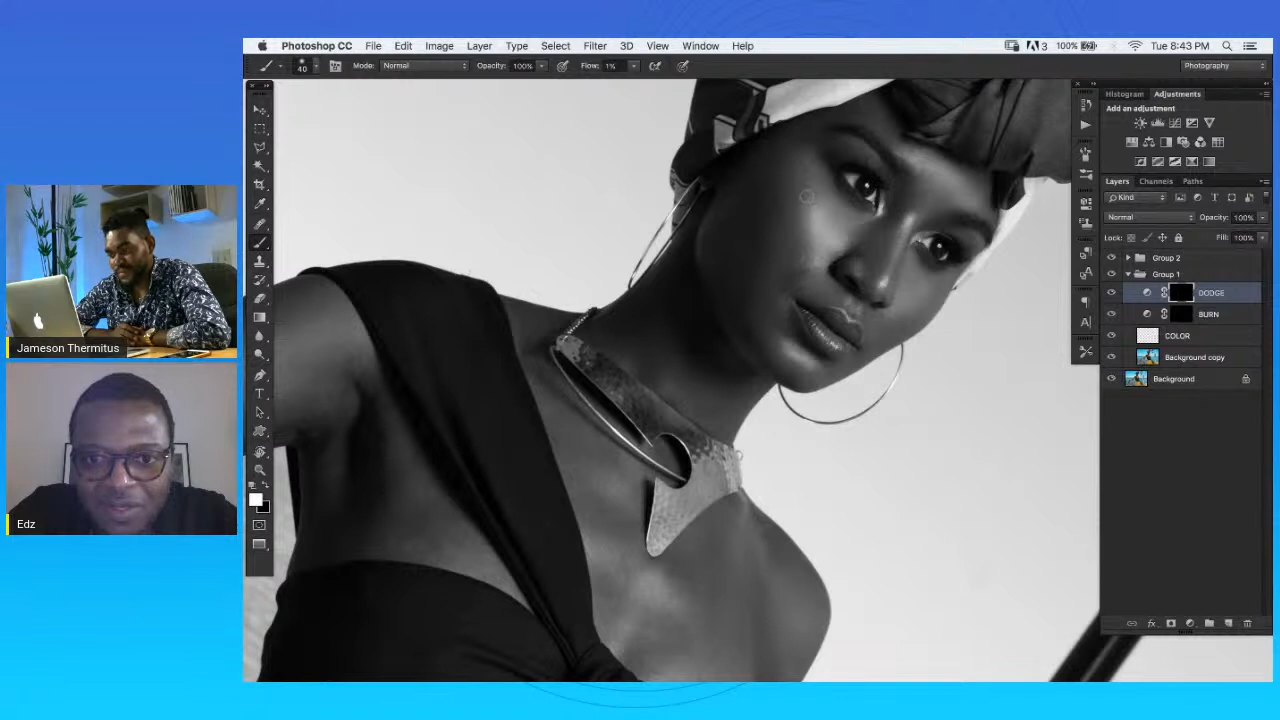 Photoshop CC File Edit Image Layer Type Select Filter 3D View Window Help
3 100% Tue 8:43 PM
40 Mode: Normal Opacity: 100% Flow: 1% Photography
Histogram Adjustments
Add an adjustment
Layers Channels Paths
Kind
Normal Opacity: 100%
Lock: Fill: 100%
Group 2
Group 1
DODGE
BURN
COLOR
Background copy
Background
Jameson Thermitus
Edz